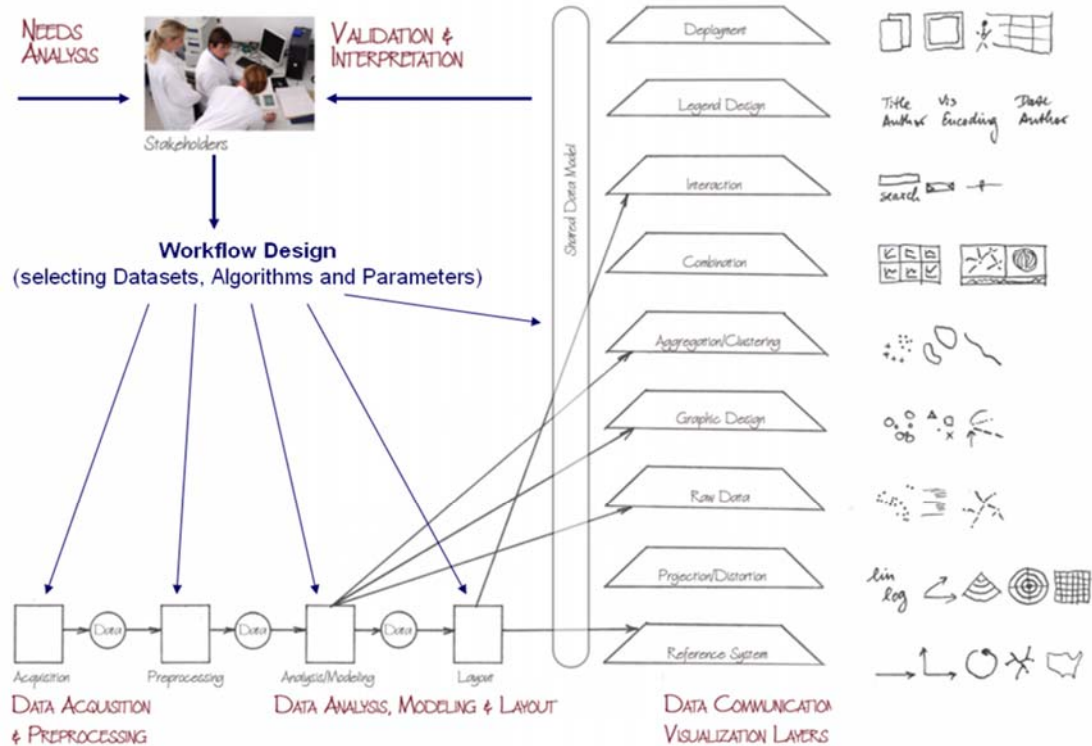 NEEDS
ANALYSIS
VALIDATION &
INTERPRETATION
Stakeholders
Workflow Design
(selecting Datasets, Algorithms and Parameters)
Shared Data Model
Deployment
Legend Design
Title Vis Date
Author Encoding Author
Interaction
search
Combination
Aggregation/Clustering
Graphic Design
Raw Data
Projection/Distortion
lin
log
Reference System
Data
Data
Data
Acquisition
Preprocessing
Analysis/Modeling
Layout
DATA ACQUISITION
& PREPROCESSING
DATA ANALYSIS, MODELING & LAYOUT
DATA COMMUNICATION
VISUALIZATION LAYERS